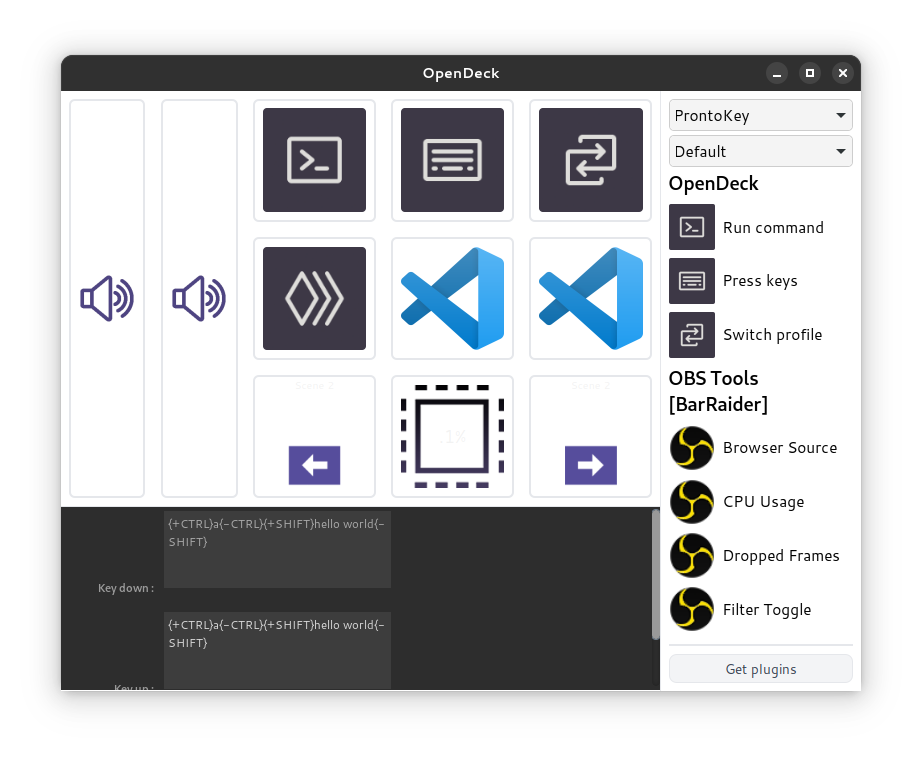 OpenDeck
Scene 2
.1%
Scene 2
{+CTRL}a{-CTRL}{+SHIFT}hello world{-
SHIFT}
Key down :
{+CTRL}a{-CTRL}{+SHIFT}hello world{-
SHIFT}
Key up :
ProntoKey
Default
OpenDeck
Run command
Press keys
Switch profile
OBS Tools
[BarRaider]
Browser Source
CPU Usage
Dropped Frames
Filter Toggle
Get plugins